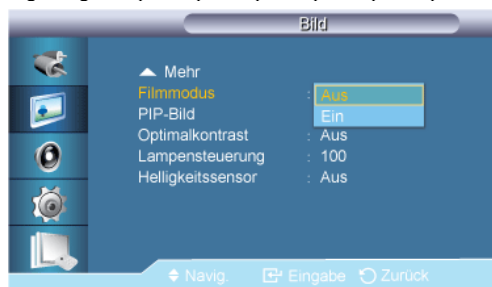 Bild
Mehr
Filmmodus : Aus
Ein
PIP-Bild
Optimalkontrast : Aus
Lampensteuerung : 100
Helligkeitssensor : Aus
Navig. Eingabe Zurück